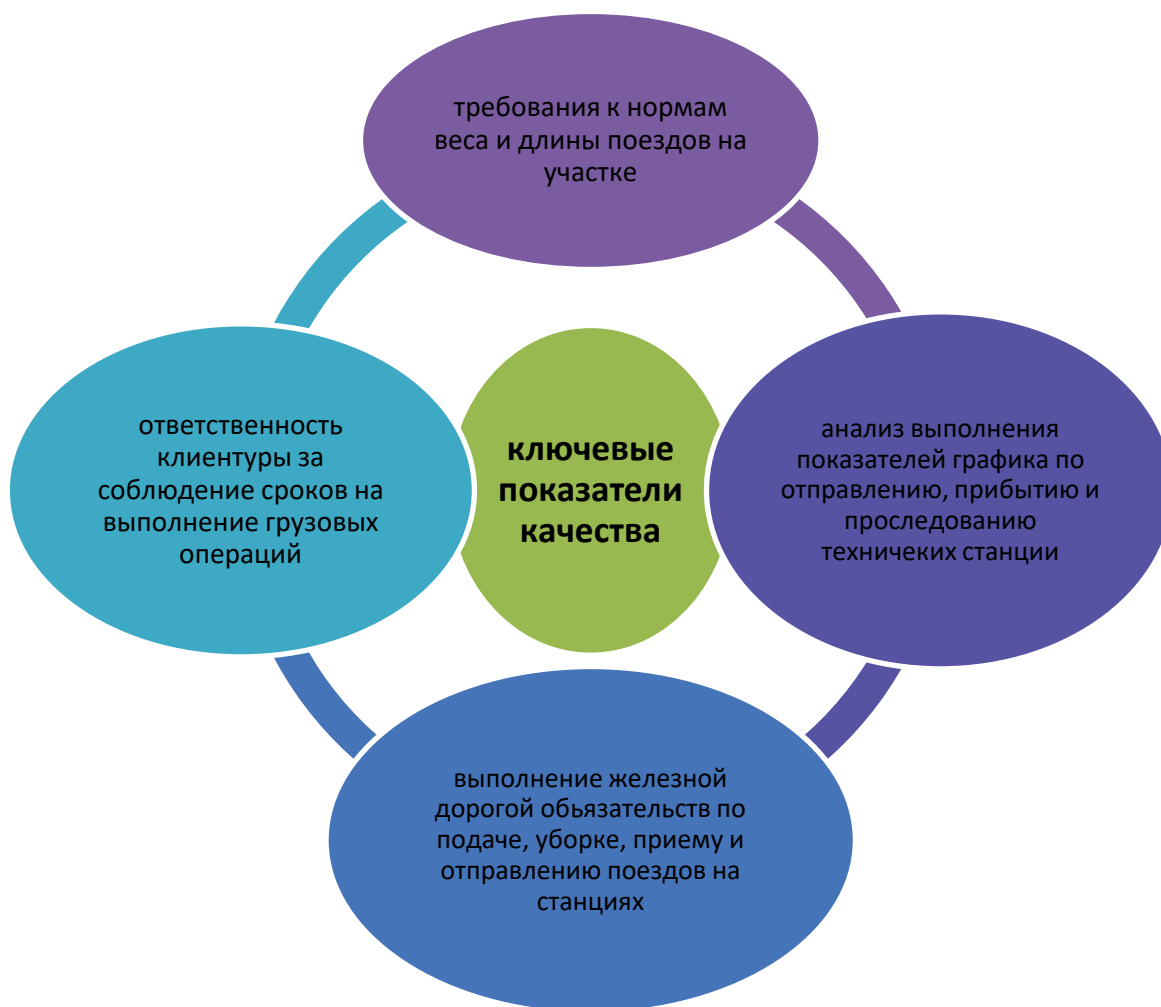 требования к нормам
веса и длины поездов на
участке
ответственность
клиентуры за
соблюдение сроков на
выполнение грузовых
операций
ключевые
показатели
качества
анализ выполнения
показателей графика по
отправлению, прибытию и
проследованию
техничеких станции
выполнение железной
дорогой обьязательств по
подаче, уборке, приему и
отправлению поездов на
станциях